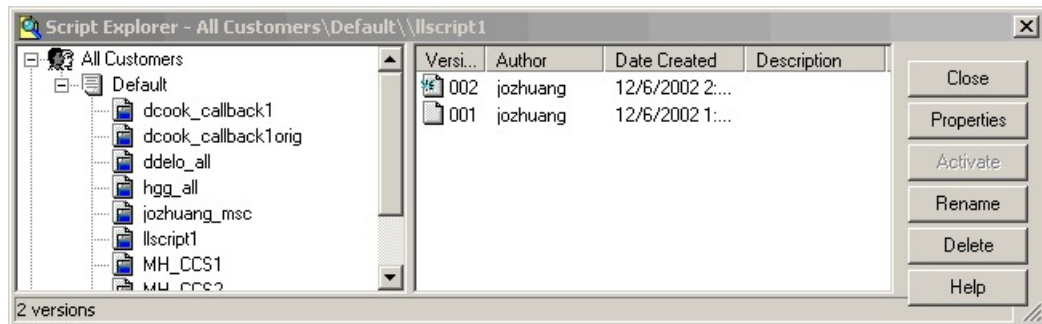 Script Explorer - All Customers\Default\\llscript1
All Customers
Default
dcook_callback1
dcook_callback1orig
ddelo_all
hgg_all
jozhuang_msc
llscript1
MH_CCS1
MH_CCS2
Versi... Author Date Created Description
002 jozhuang 12/6/2002 2:...
001 jozhuang 12/6/2002 1:...
Close
Properties
Activate
Rename
Delete
Help
2 versions